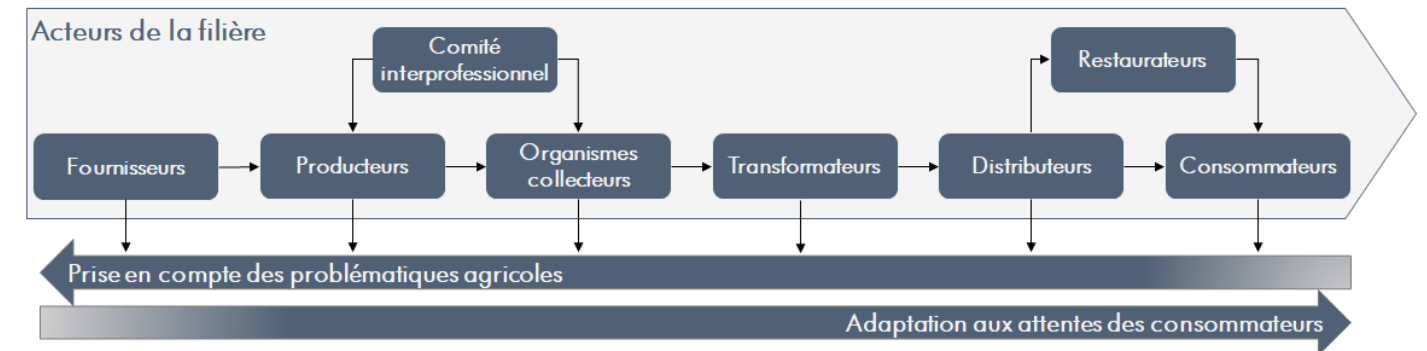 Acteurs de la filière
Comité
interprofessionnel
Restaurateurs
Fournisseurs
Producteurs
Organismes
collecteurs
Transformateurs
Distributeurs
Consommateurs
Prise en compte des problématiques agricoles
Adaptation aux attentes des consommateurs